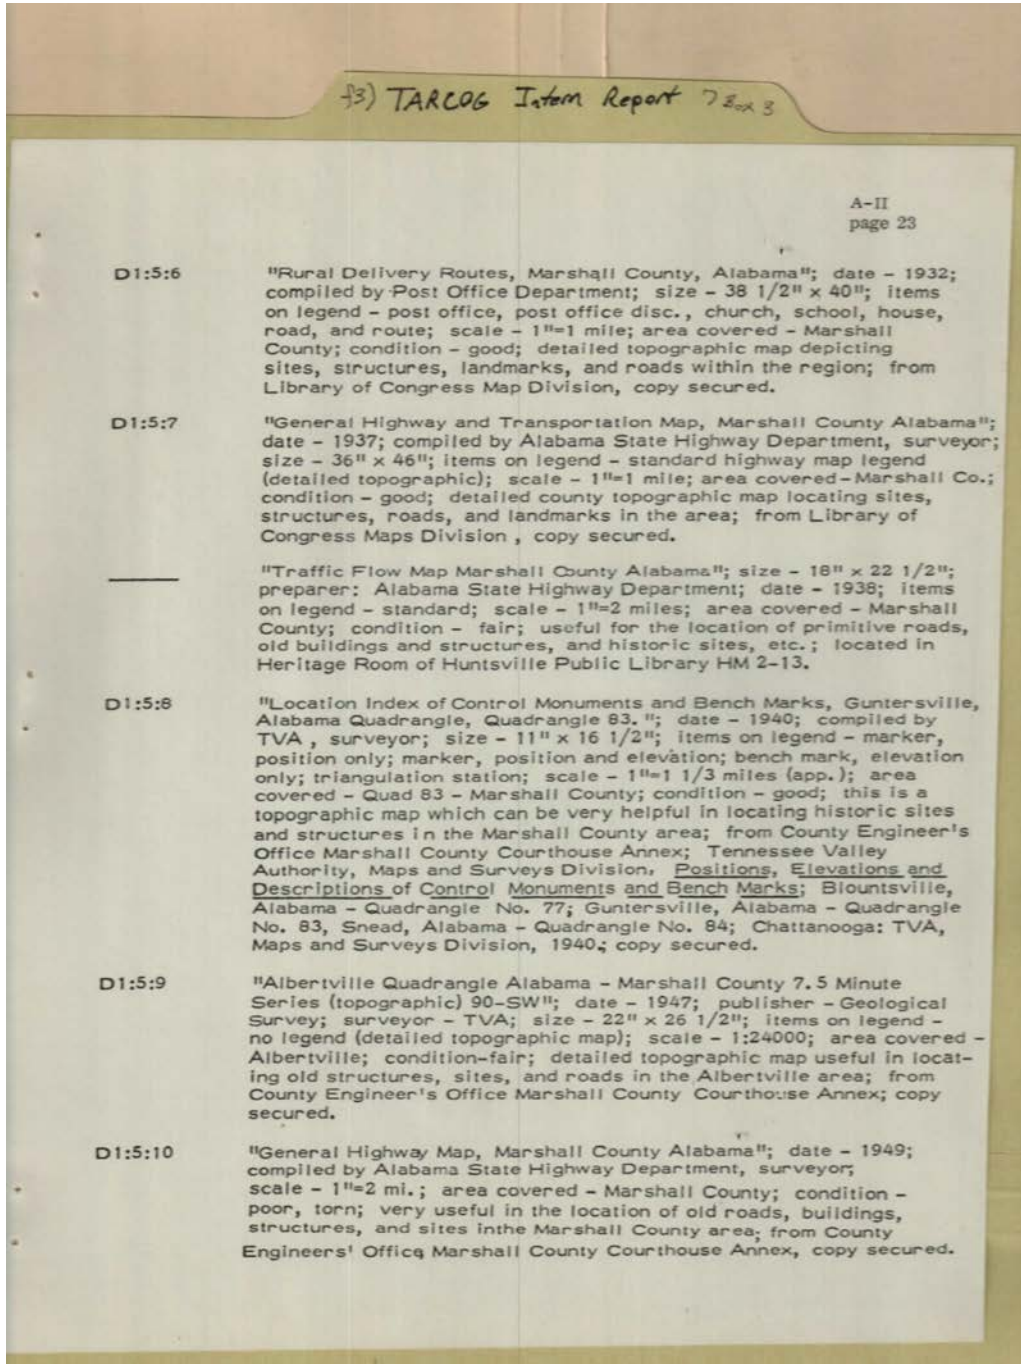 f3) TARCOG Intern Report 7 Box 3
A-II
page 23
D1:5:6 "Rural Delivery Routes, Marshall County, Alabama"; date - 1932;
compiled by Post Office Department; size - 38 1/2" x 40"; items
on legend - post office, post office disc., church, school, house,
road, and route; scale - 1"=1 mile; area covered - Marshall
County; condition - good; detailed topographic map depicting
sites, structures, landmarks, and roads within the region; from
Library of Congress Map Division, copy secured.
D1:5:7 "General Highway and Transportation Map, Marshall County Alabama";
date - 1937; compiled by Alabama State Highway Department, surveyor;
size - 36" x 46"; items on legend - standard highway map legend
(detailed topographic); scale - 1"=1 mile; area covered-Marshall Co.;
condition - good; detailed county topographic map locating sites,
structures, roads, and landmarks in the area; from Library of
Congress Maps Division , copy secured.
"Traffic Flow Map Marshall County Alabama"; size - 18" x 22 1/2";
preparer: Alabama State Highway Department; date - 1938; items
on legend - standard; scale - 1"=2 miles; area covered - Marshall
County; condition - fair; useful for the location of primitive roads,
old buildings and structures, and historic sites, etc.; located in
Heritage Room of Huntsville Public Library HM 2-13.
D1:5:8 "Location Index of Control Monuments and Bench Marks, Guntersville,
Alabama Quadrangle, Quadrangle 83. "; date - 1940; compiled by
TVA , surveyor; size - 11" x 16 1/2"; items on legend - marker,
position only; marker, position and elevation; bench mark, elevation
only; triangulation station; scale - 1"=1 1/3 miles (app.); area
covered - Quad 83 - Marshall County; condition - good; this is a
topographic map which can be very helpful in locating historic sites
and structures in the Marshall County area; from County Engineer's
Office Marshall County Courthouse Annex; Tennessee Valley
Authority, Maps and Surveys Division, Positions, Elevations and
Descriptions of Control Monuments and Bench Marks; Blountsville,
Alabama - Quadrangle No. 77; Guntersville, Alabama - Quadrangle
No. 83, Snead, Alabama - Quadrangle No. 84; Chattanooga: TVA,
Maps and Surveys Division, 1940; copy secured.
D1:5:9 "Albertville Quadrangle Alabama - Marshall County 7.5 Minute
Series (topographic) 90-SW"; date - 1947; publisher - Geological
Survey; surveyor - TVA; size - 22" x 26 1/2"; items on legend -
no legend (detailed topographic map); scale - 1:24000; area covered -
Albertville; condition-fair; detailed topographic map useful in locat-
ing old structures, sites, and roads in the Albertville area; from
County Engineer's Office Marshall County Courthouse Annex; copy
secured.
D1:5:10 "General Highway Map, Marshall County Alabama"; date - 1949;
compiled by Alabama State Highway Department, surveyor;
scale - 1"=2 mi.; area covered - Marshall County; condition -
poor, torn; very useful in the location of old roads, buildings,
structures, and sites inthe Marshall County area; from County
Engineers' Office, Marshall County Courthouse Annex, copy secured.